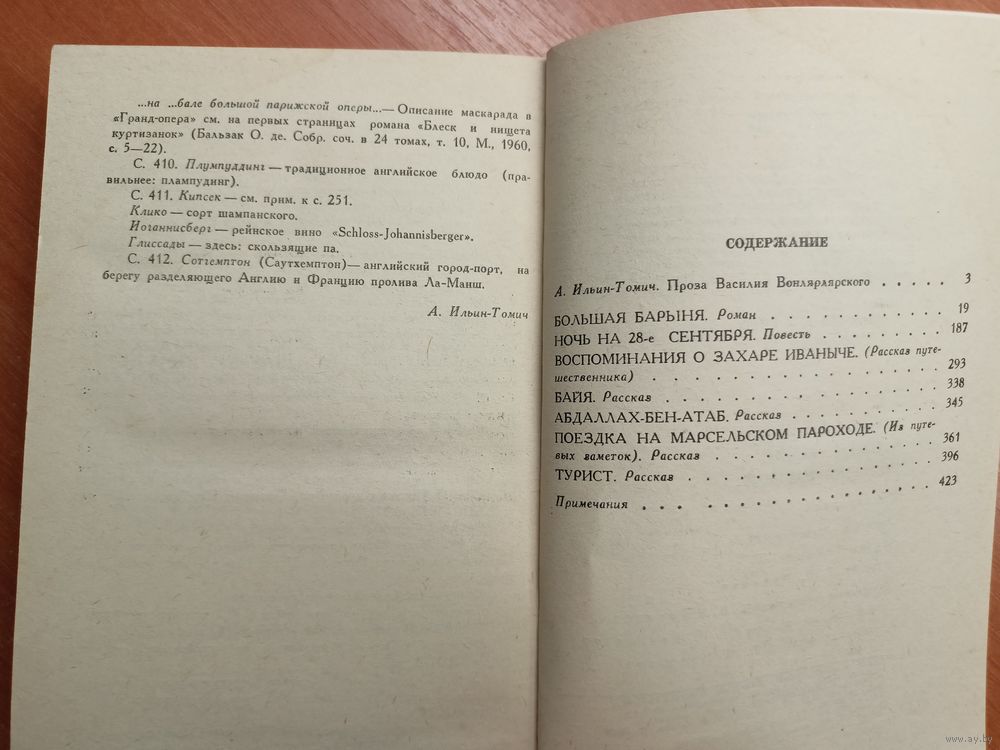 ...на ...бале большой парижской оперы...— Описание маскарада в
«Гранд-опера» см. на первых страницах романа «Блеск и нищета
куртизанок» (Бальзак О. де. Собр. соч. в 24 томах, т. 10, М., 1960,
с. 5—22).
С. 410. Плумпуддинг — традиционное английское блюдо (пра-
вильнее: плампудинг).
С. 411. Кипсек — см. прим. к с. 251.
Клико — сорт шампанского.
Иоганнисберг — рейнское вино «Schloss-Johannisberger».
Глиссады — здесь: скользящие па.
С. 412. Соттемптон (Саутхемптон)— английский город-порт, на
берегу разделяющего Англию и Францию пролива Ла-Манш.
А. Ильин-Томич
СОДЕРЖАНИЕ
А. Ильин-Томич. Проза Василия Вонлярлярского . . . . . 3
БОЛЬШАЯ БАРЫНЯ. Роман . . . . . . . . . 19
НОЧЬ НА 28-е СЕНТЯБРЯ. Повесть . . . . . . . 187
ВОСПОМИНАНИЯ О ЗАХАРЕ ИВАНЫЧЕ. (Рассказ путе-
шественника) . . . . . . . . . . . . 293
БАЙЯ. Рассказ . . . . . . . . . . . . 338
АБДАЛЛАХ-БЕН-АТАБ. Рассказ . . . . . . . . 345
ПОЕЗДКА НА МАРСЕЛЬСКОМ ПАРОХОДЕ. (Из путе-
вых заметок). Рассказ . . . . . . . . . . 361
ТУРИСТ. Рассказ . . . . . . . . . . . 396
Примечания . . . . . . . . . . . . . 423
www.ay.by